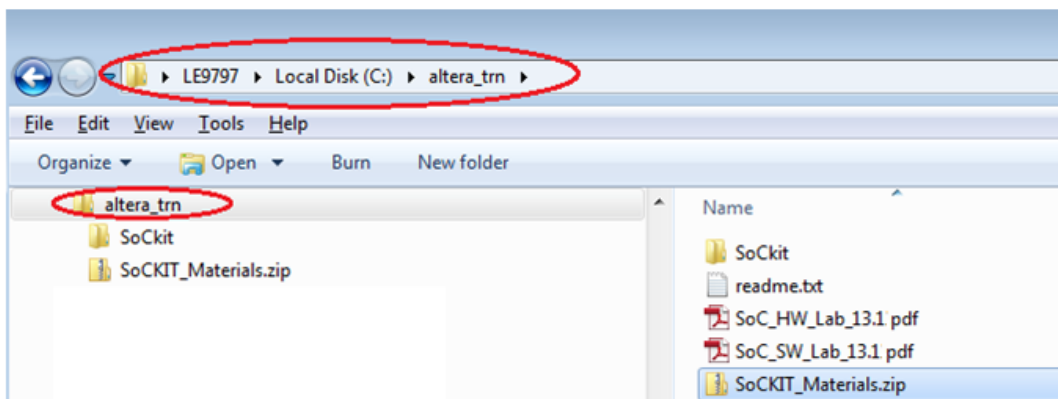 LE9797 Local Disk (C:) altera_trn
File Edit View Tools Help
Organize Open Burn New folder
altera_trn
SoCkit
SoCKIT_Materials.zip
Name
SoCkit
readme.txt
SoC_HW_Lab_13.1 pdf
SoC_SW_Lab_13.1 pdf
SoCKIT_Materials.zip